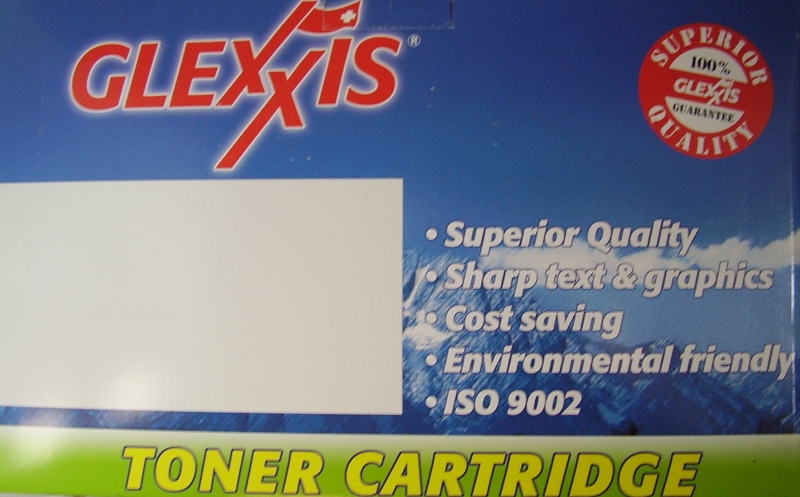 GLEXXIS®
SUPERIOR
100%
GLEXXIS
GUARANTEE
QUALITY
• Superior Quality
• Sharp text & graphics
• Cost saving
• Environmental friendly
• ISO 9002
TONER CARTRIDGE